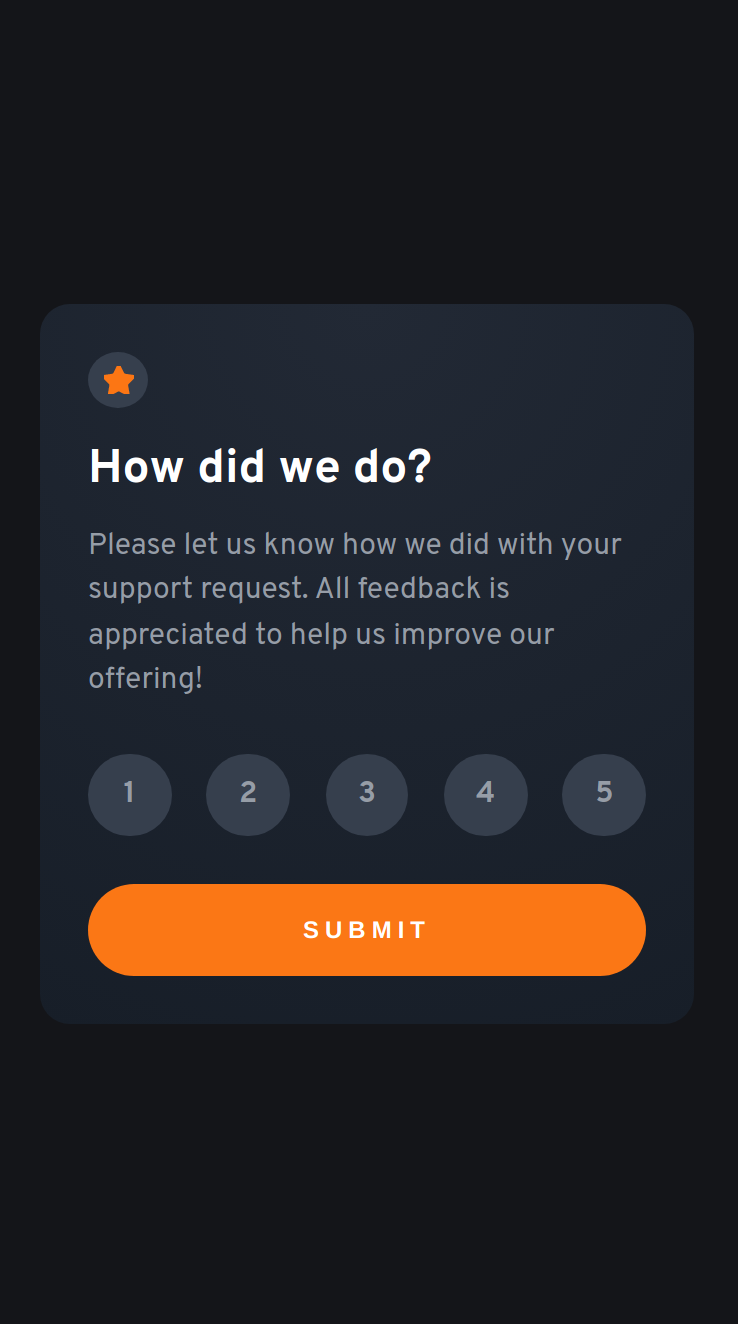 How did we do?
Please let us know how we did with your
support request. All feedback is
appreciated to help us improve our
offering!
1 2 3 4 5
SUBMIT